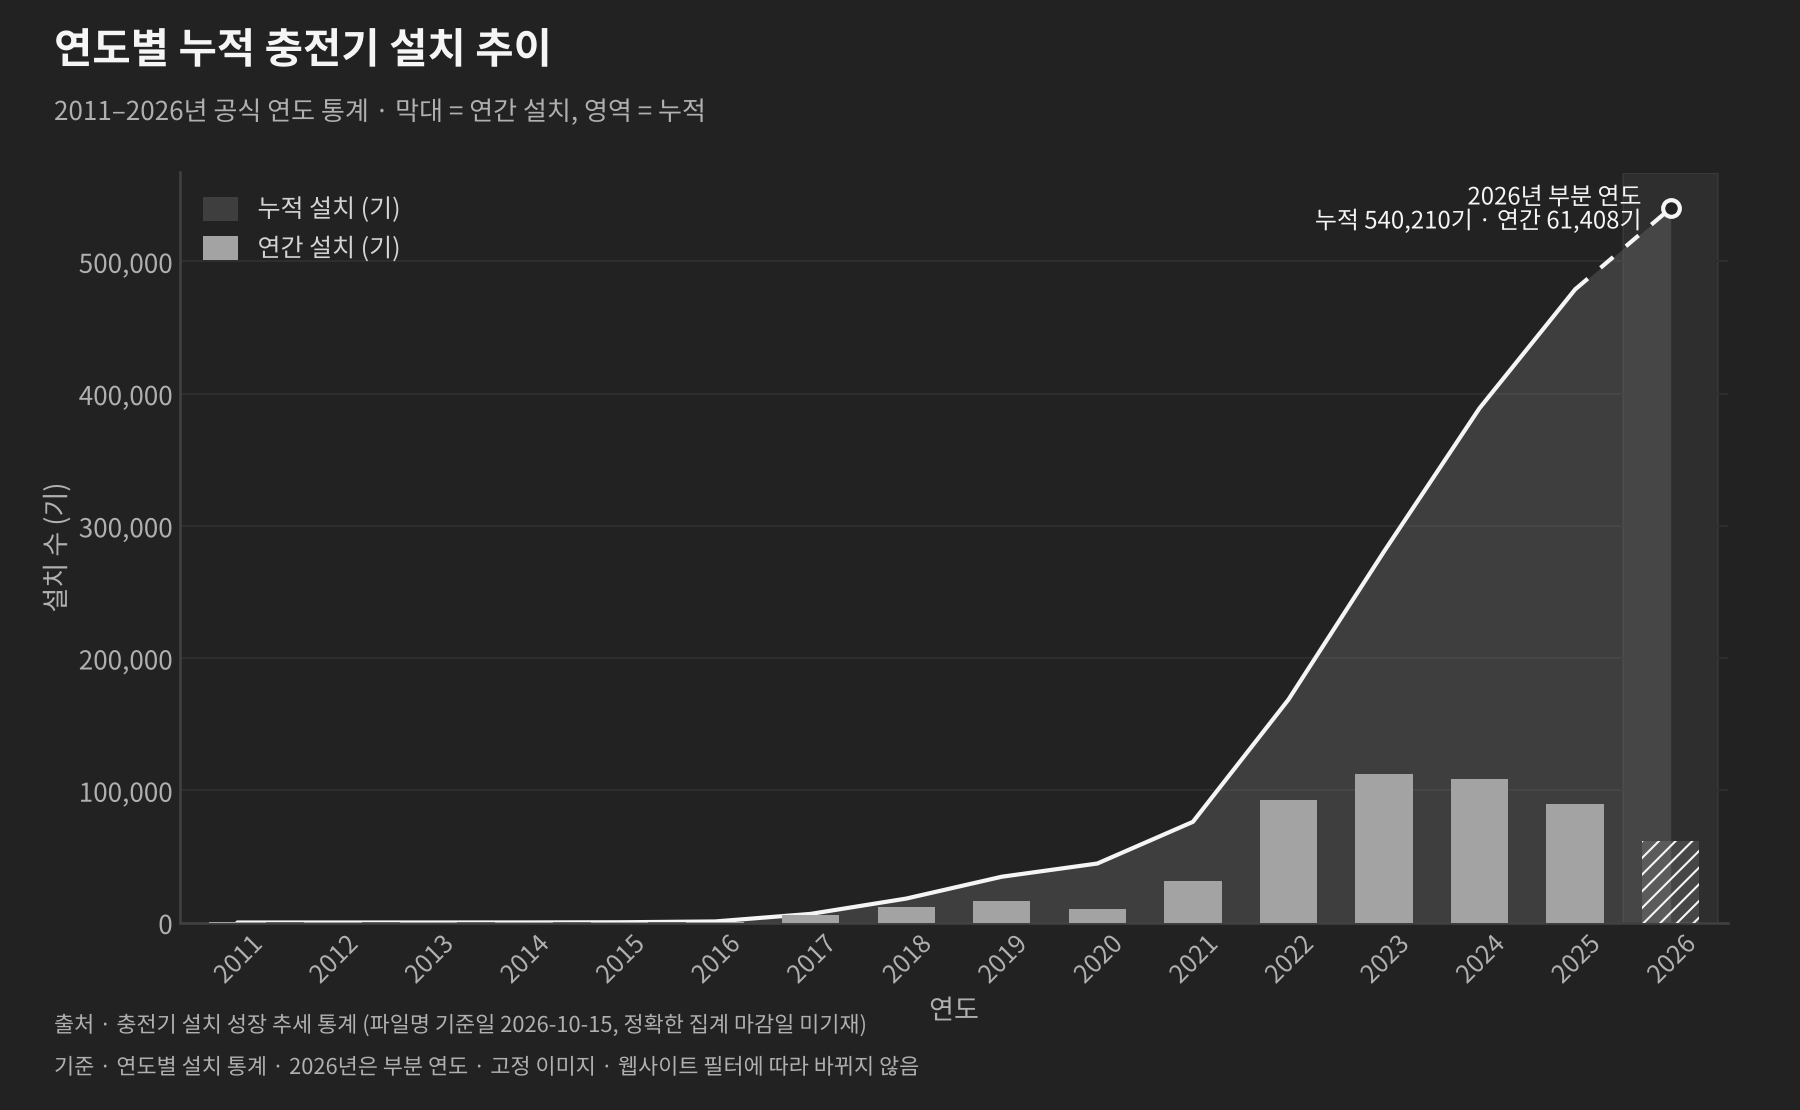 연도별 누적 충전기 설치 추이
2011–2026년 공식 연도 통계 · 막대 = 연간 설치, 영역 = 누적
누적 설치 (기)
연간 설치 (기)
2026년 부분 연도
누적 540,210기 · 연간 61,408기
500,000
400,000
300,000
200,000
100,000
0
설치 수 (기)
2011
2012
2013
2014
2015
2016
2017
2018
2019
2020
2021
2022
2023
2024
2025
2026
연도
출처 · 충전기 설치 성장 추세 통계 (파일명 기준일 2026-10-15, 정확한 집계 마감일 미기재)
기준 · 연도별 설치 통계 · 2026년은 부분 연도 · 고정 이미지 · 웹사이트 필터에 따라 바뀌지 않음